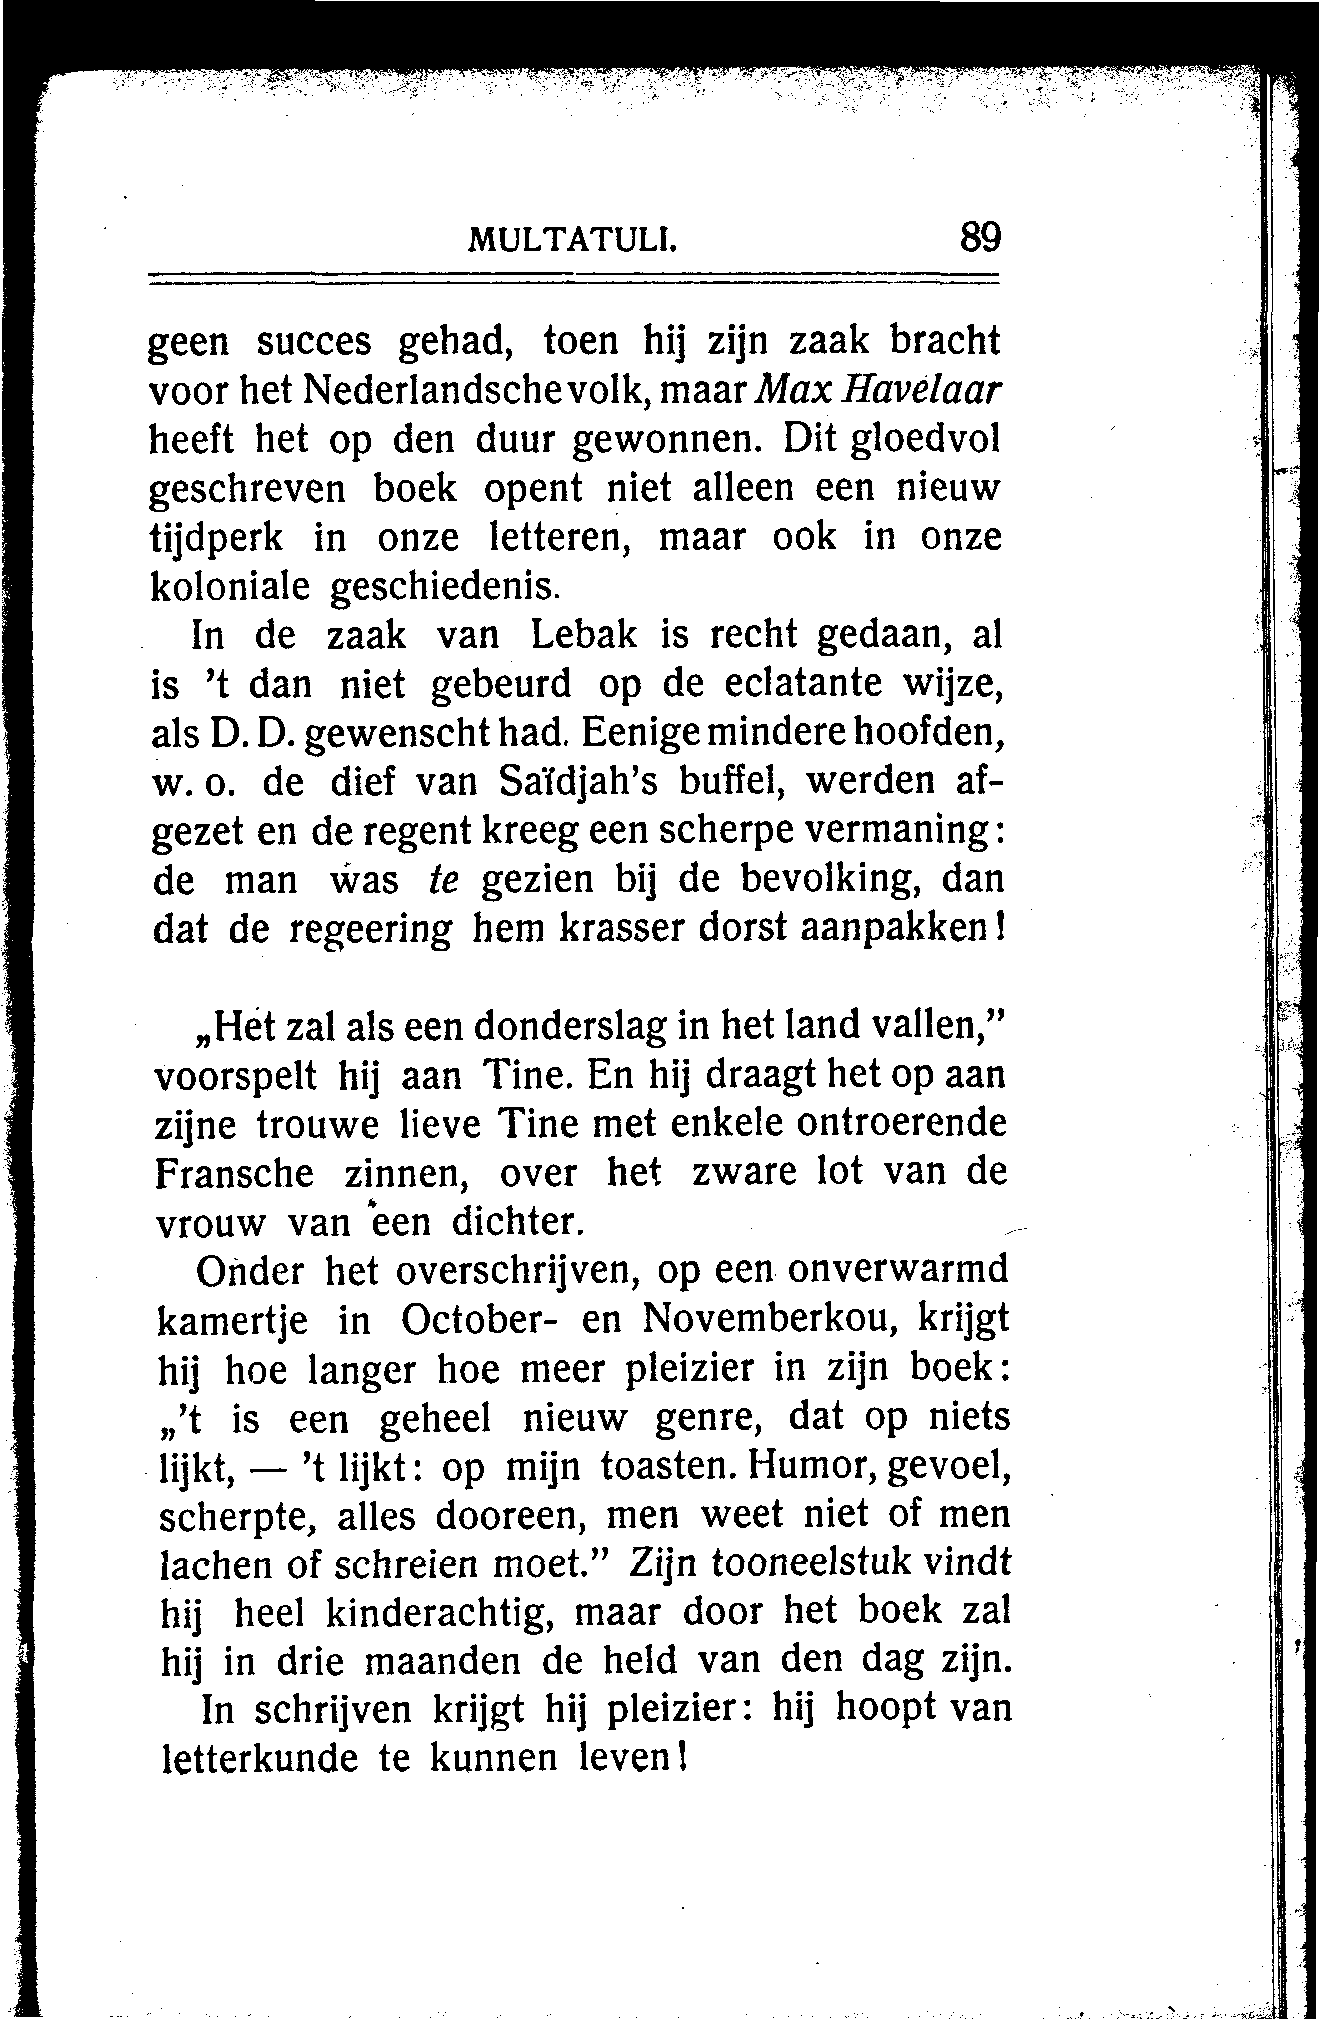 MULTATULI. 89
geen succes gehad, toen hij zijn zaak bracht
voor het Nederlandsche volk, maar Max Havelaar
heeft het op den duur gewonnen. Dit gloedvol
geschreven boek opent niet alleen een nieuw
tijdperk in onze letteren, maar ook in onze
koloniale geschiedenis.
In de zaak van Lebak is recht gedaan, al
is 't dan niet gebeurd op de eclatante wijze,
als D. D. gewenscht had. Eenige mindere hoofden,
w. o. de dief van Saïdjah's buffel, werden af-
gezet en de regent kreeg een scherpe vermaning:
de man was te gezien bij de bevolking, dan
dat de regeering hem krasser dorst aanpakken!
„Het zal als een donderslag in het land vallen,”
voorspelt hij aan Tine. En hij draagt het op aan
zijne trouwe lieve Tine met enkele ontroerende
Fransche zinnen, over het zware lot van de
vrouw van een dichter.
Onder het overschrijven, op een onverwarmd
kamertje in October- en Novemberkou, krijgt
hij hoe langer hoe meer pleizier in zijn boek:
„'t is een geheel nieuw genre, dat op niets
lijkt, — 't lijkt: op mijn toasten. Humor, gevoel,
scherpte, alles dooreen, men weet niet of men
lachen of schreien moet.” Zijn tooneelstuk vindt
hij heel kinderachtig, maar door het boek zal
hij in drie maanden de held van den dag zijn.
In schrijven krijgt hij pleizier: hij hoopt van
letterkunde te kunnen leven!